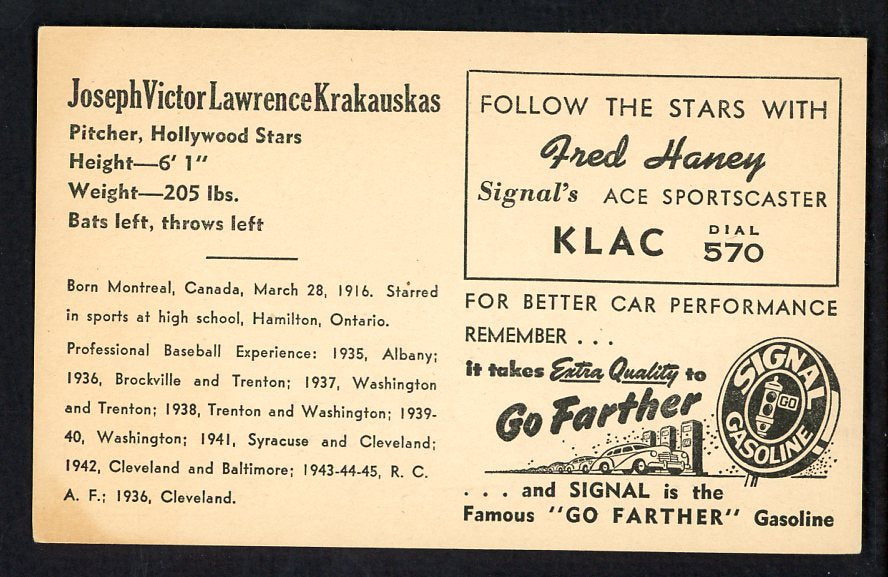 JosephVictorLawrenceKrakauskas
Pitcher, Hollywood Stars
Height—6' 1"
Weight—205 lbs.
Bats left, throws left
Born Montreal, Canada, March 28, 1916. Starred
in sports at high school, Hamilton, Ontario.
Professional Baseball Experience: 1935, Albany;
1936, Brockville and Trenton; 1937, Washington
and Trenton; 1938, Trenton and Washington; 1939-
40, Washington; 1941, Syracuse and Cleveland;
1942, Cleveland and Baltimore; 1943-44-45, R. C.
A. F.; 1936, Cleveland.
FOLLOW THE STARS WITH
Fred Haney
Signal's ACE SPORTSCASTER
KLAC DIAL 570
FOR BETTER CAR PERFORMANCE
REMEMBER . . .
it takes Extra Quality to
Go Farther
SIGNAL
GO
GASOLINE
. . . and SIGNAL is the
Famous "GO FARTHER" Gasoline